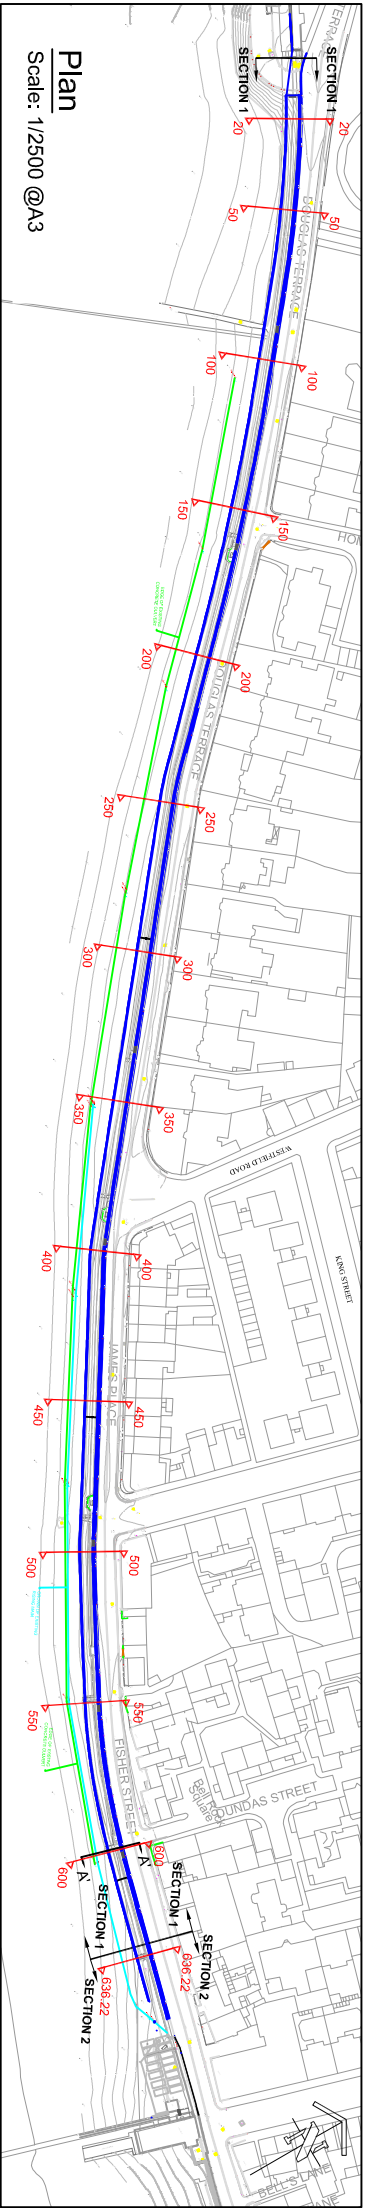 Plan
Scale: 1/2500 @A3
SECTION 1
SECTION 1
20
20
50
50
DOUGLAS TERRACE
100
100
150
150
200
200
DOUGLAS TERRACE
250
250
300
300
350
350
WESTFIELD ROAD
KING STREET
400
400
JAMES PLACE
450
450
500
500
550
550
FISHER STREET
Bell Rock
Square
DUNDAS STREET
600
600
A'
A'
SECTION 1
SECTION 1
SECTION 2
SECTION 2
636.22
636.22
BELL'S LANE